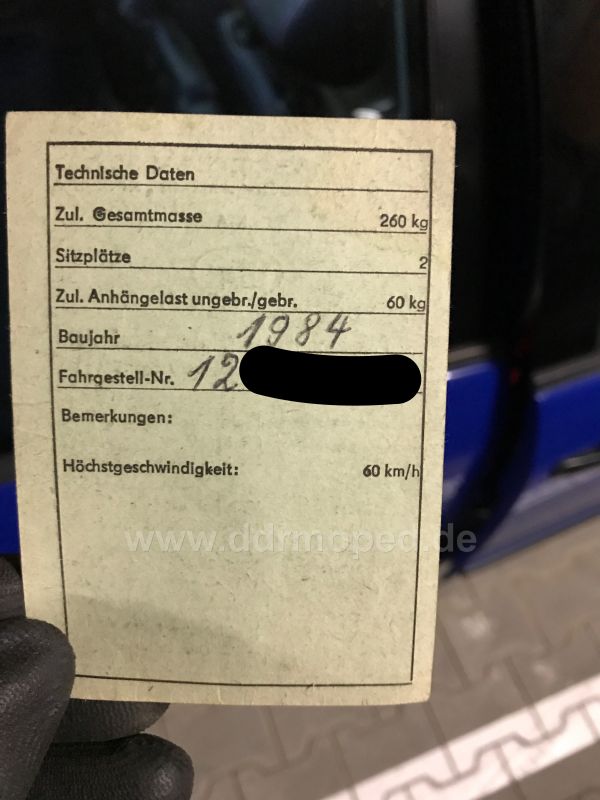 Technische Daten
Zul. Gesamtmasse 260 kg
Sitzplätze 2
Zul. Anhängelast ungebr./gebr. 60 kg
Baujahr 1984
Fahrgestell-Nr. 12
Bemerkungen:
Höchstgeschwindigkeit: 60 km/h
www.ddrmoped.de